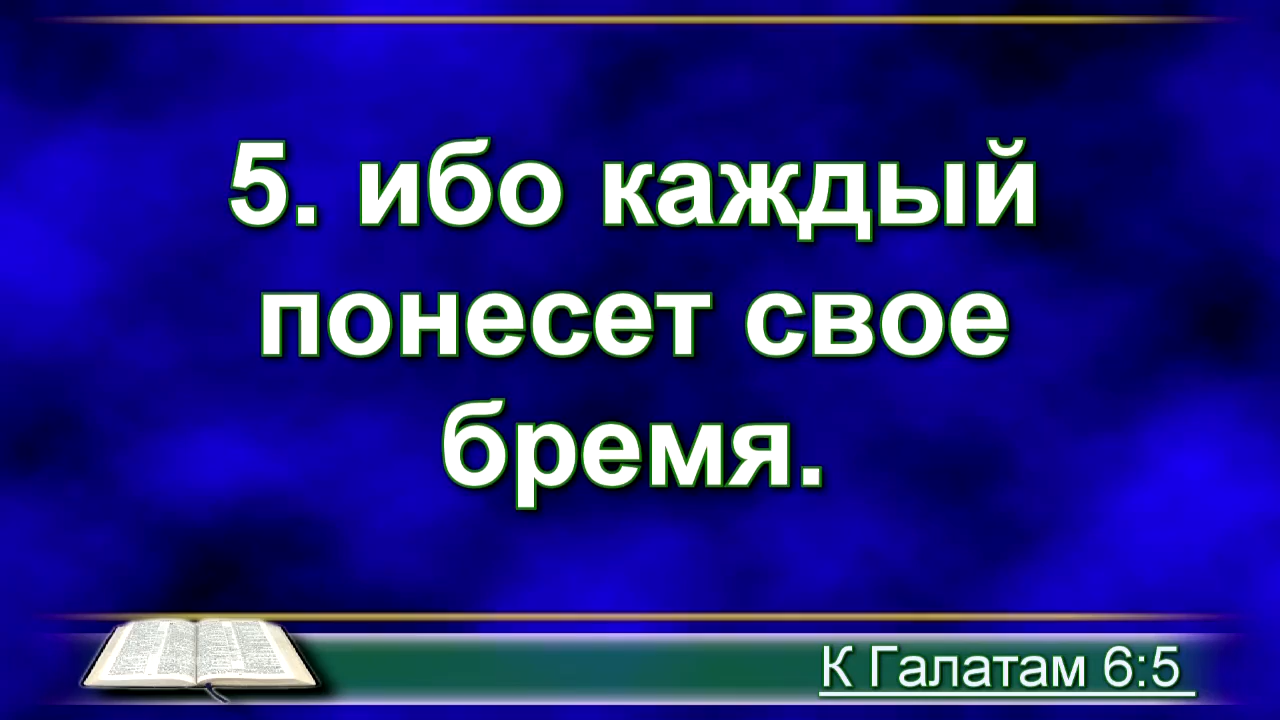 5. ибо каждый
понесет свое
бремя.
К Галатам 6:5